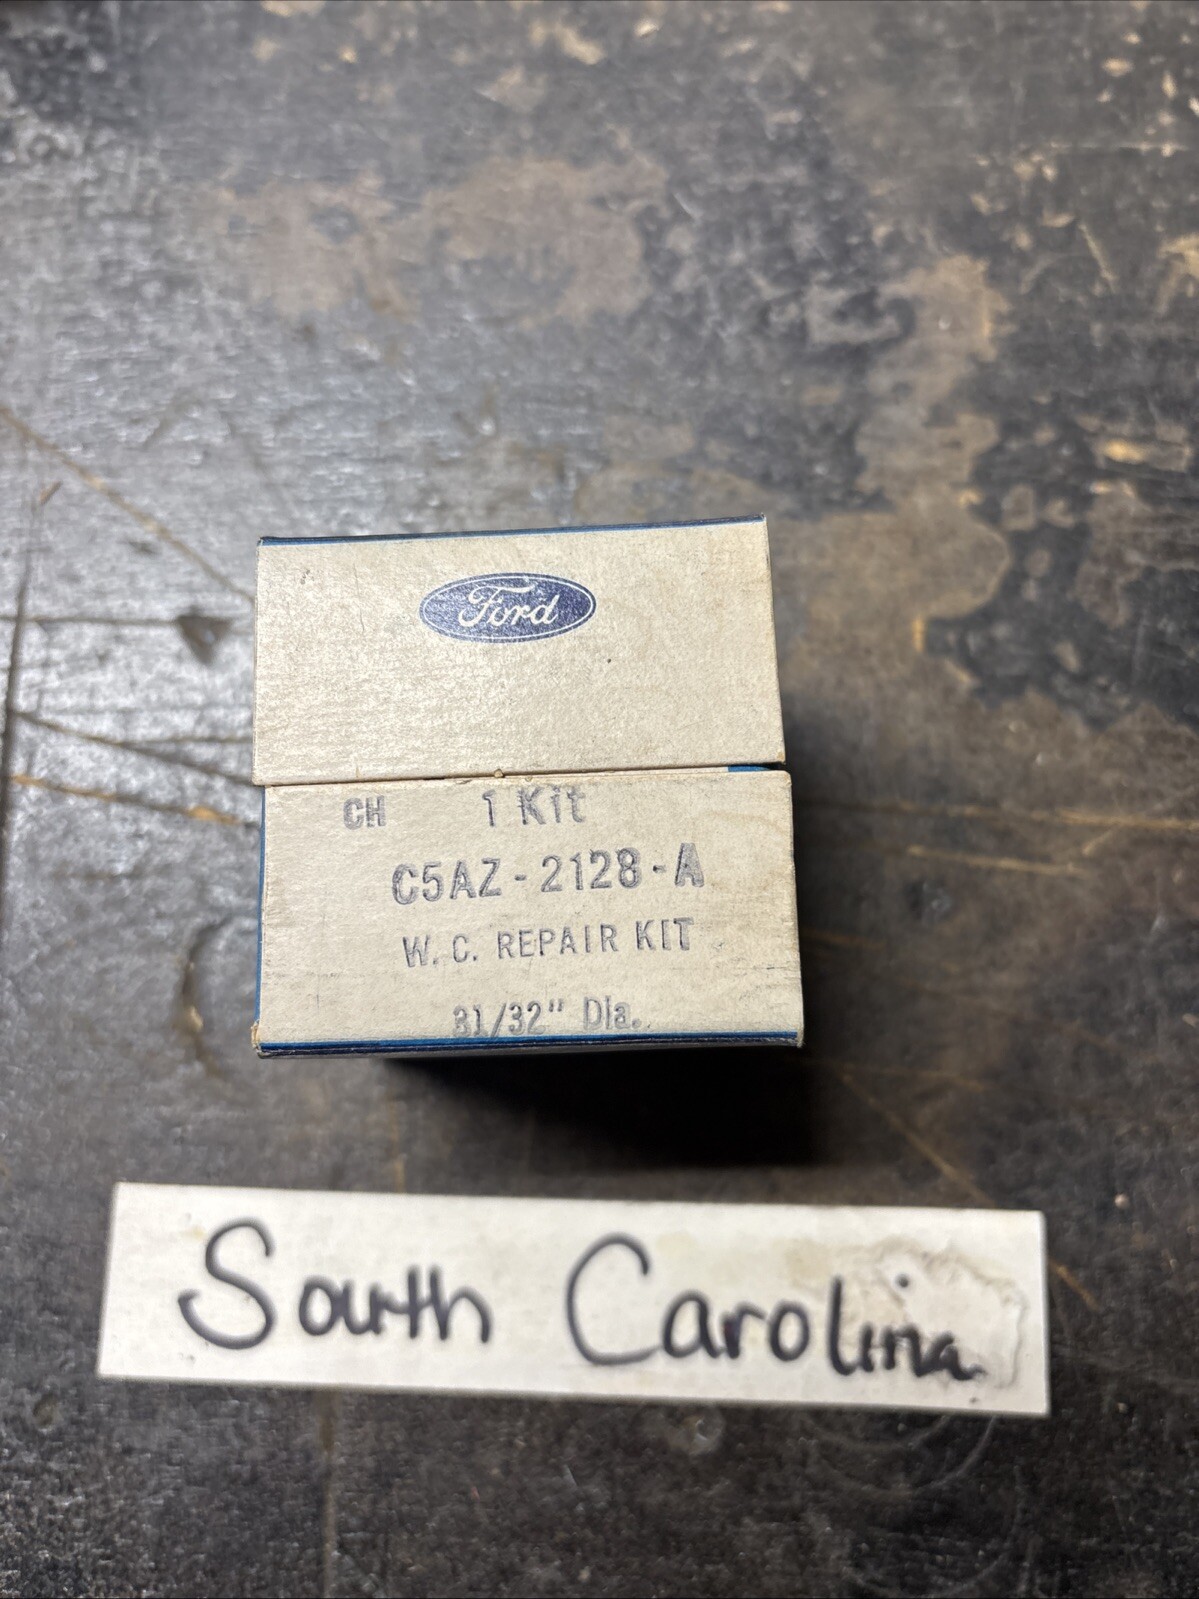 Ford
CH 1 Kit
C5AZ-2128-A
W. C. REPAIR KIT
31/32" Dia.
South Carolina